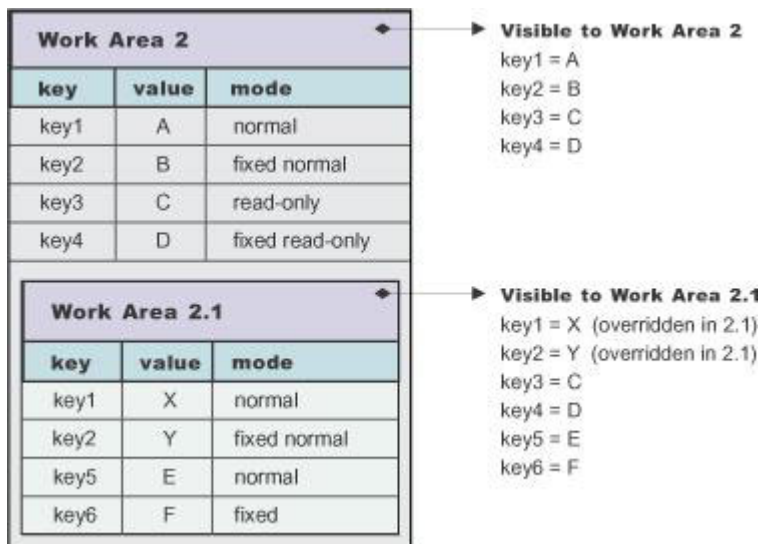 Work Area 2
key value mode
key1 A normal
key2 B fixed normal
key3 C read-only
key4 D fixed read-only
Visible to Work Area 2
key1 = A
key2 = B
key3 = C
key4 = D
Work Area 2.1
key value mode
key1 X normal
key2 Y fixed normal
key5 E normal
key6 F fixed
Visible to Work Area 2.1
key1 = X (overridden in 2.1)
key2 = Y (overridden in 2.1)
key3 = C
key4 = D
key5 = E
key6 = F